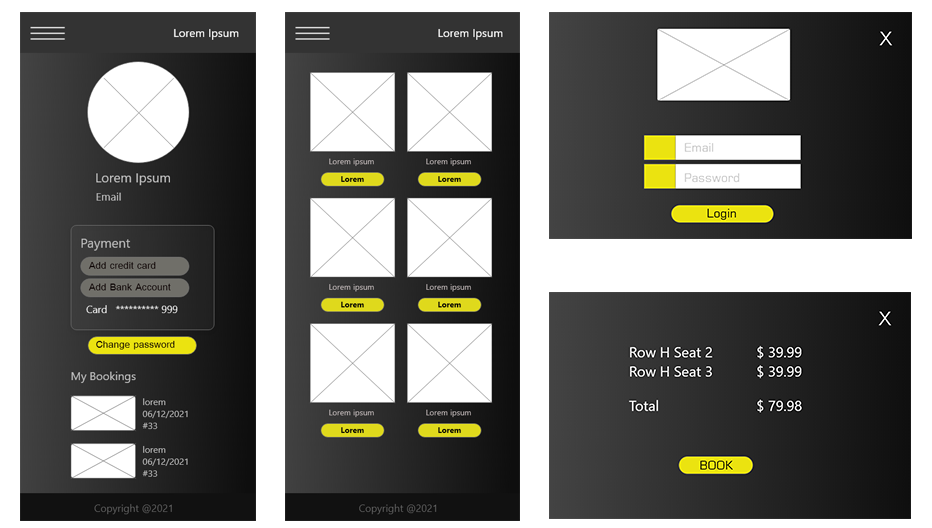 Lorem Ipsum
Lorem Ipsum
Email
Payment
Add credit card
Add Bank Account
Card ********** 999
Change password
My Bookings
lorem
06/12/2021
#33
lorem
06/12/2021
#33
Copyright @2021
Lorem Ipsum
Lorem ipsum Lorem ipsum
Lorem Lorem
Lorem ipsum Lorem ipsum
Lorem Lorem
Lorem ipsum Lorem ipsum
Lorem Lorem
Copyright @2021
X
Email
Password
Login
X
Row H Seat 2 $ 39.99
Row H Seat 3 $ 39.99
Total $ 79.98
BOOK